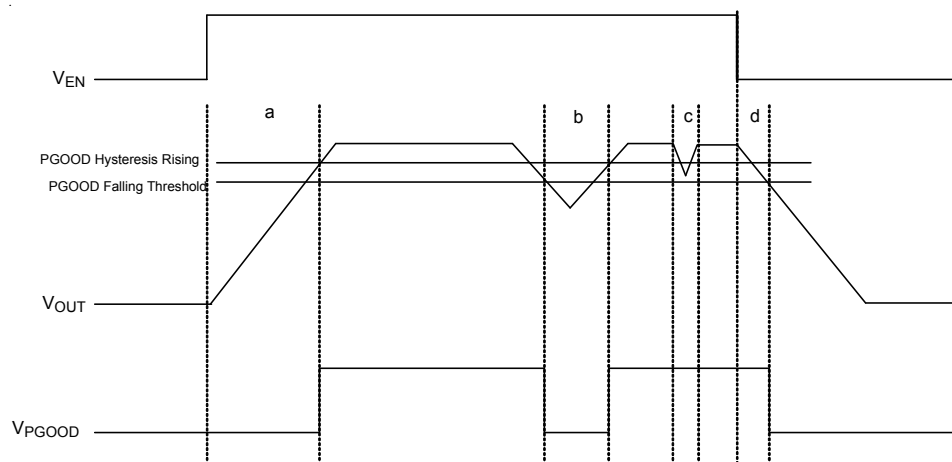 VEN
a
b
c
d
PGOOD Hysteresis Rising
PGOOD Falling Threshold
VOUT
VPGOOD